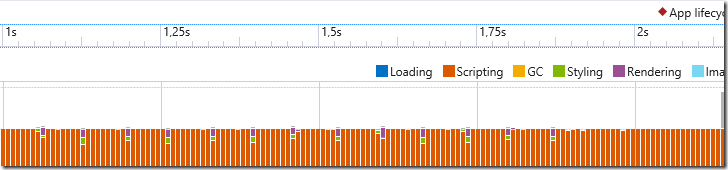 App lifecyc
1s 1,25s 1,5s 1,75s 2s
Loading Scripting GC Styling Rendering Ima